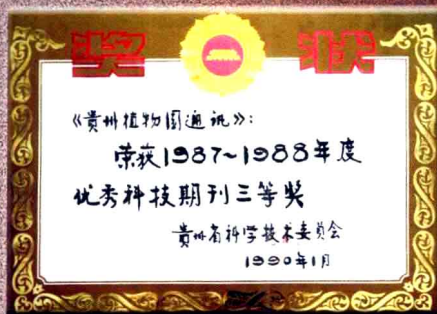 奖状
《贵州植物园通讯》：
荣获1987~1988年度
优秀科技期刊三等奖
贵州省科学技术委员会
1990年1月